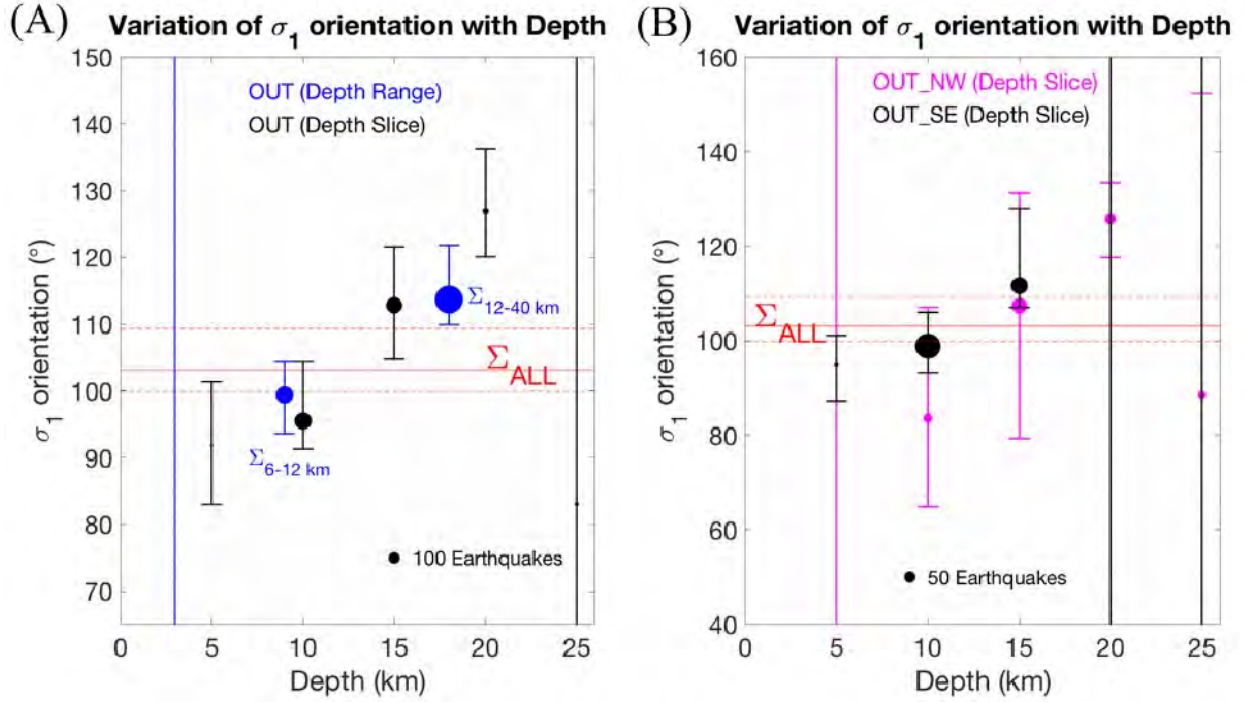 (A)
Variation of σ1 orientation with Depth
150
140
130
120
110
100
90
80
70
σ1 orientation (°)
OUT (Depth Range)
OUT (Depth Slice)
Σ12-40 km
ΣALL
Σ6-12 km
100 Earthquakes
0
5
10
15
20
25
Depth (km)
(B)
Variation of σ1 orientation with Depth
160
140
120
100
80
60
40
σ1 orientation (°)
OUT_NW (Depth Slice)
OUT_SE (Depth Slice)
ΣALL
50 Earthquakes
0
5
10
15
20
25
Depth (km)